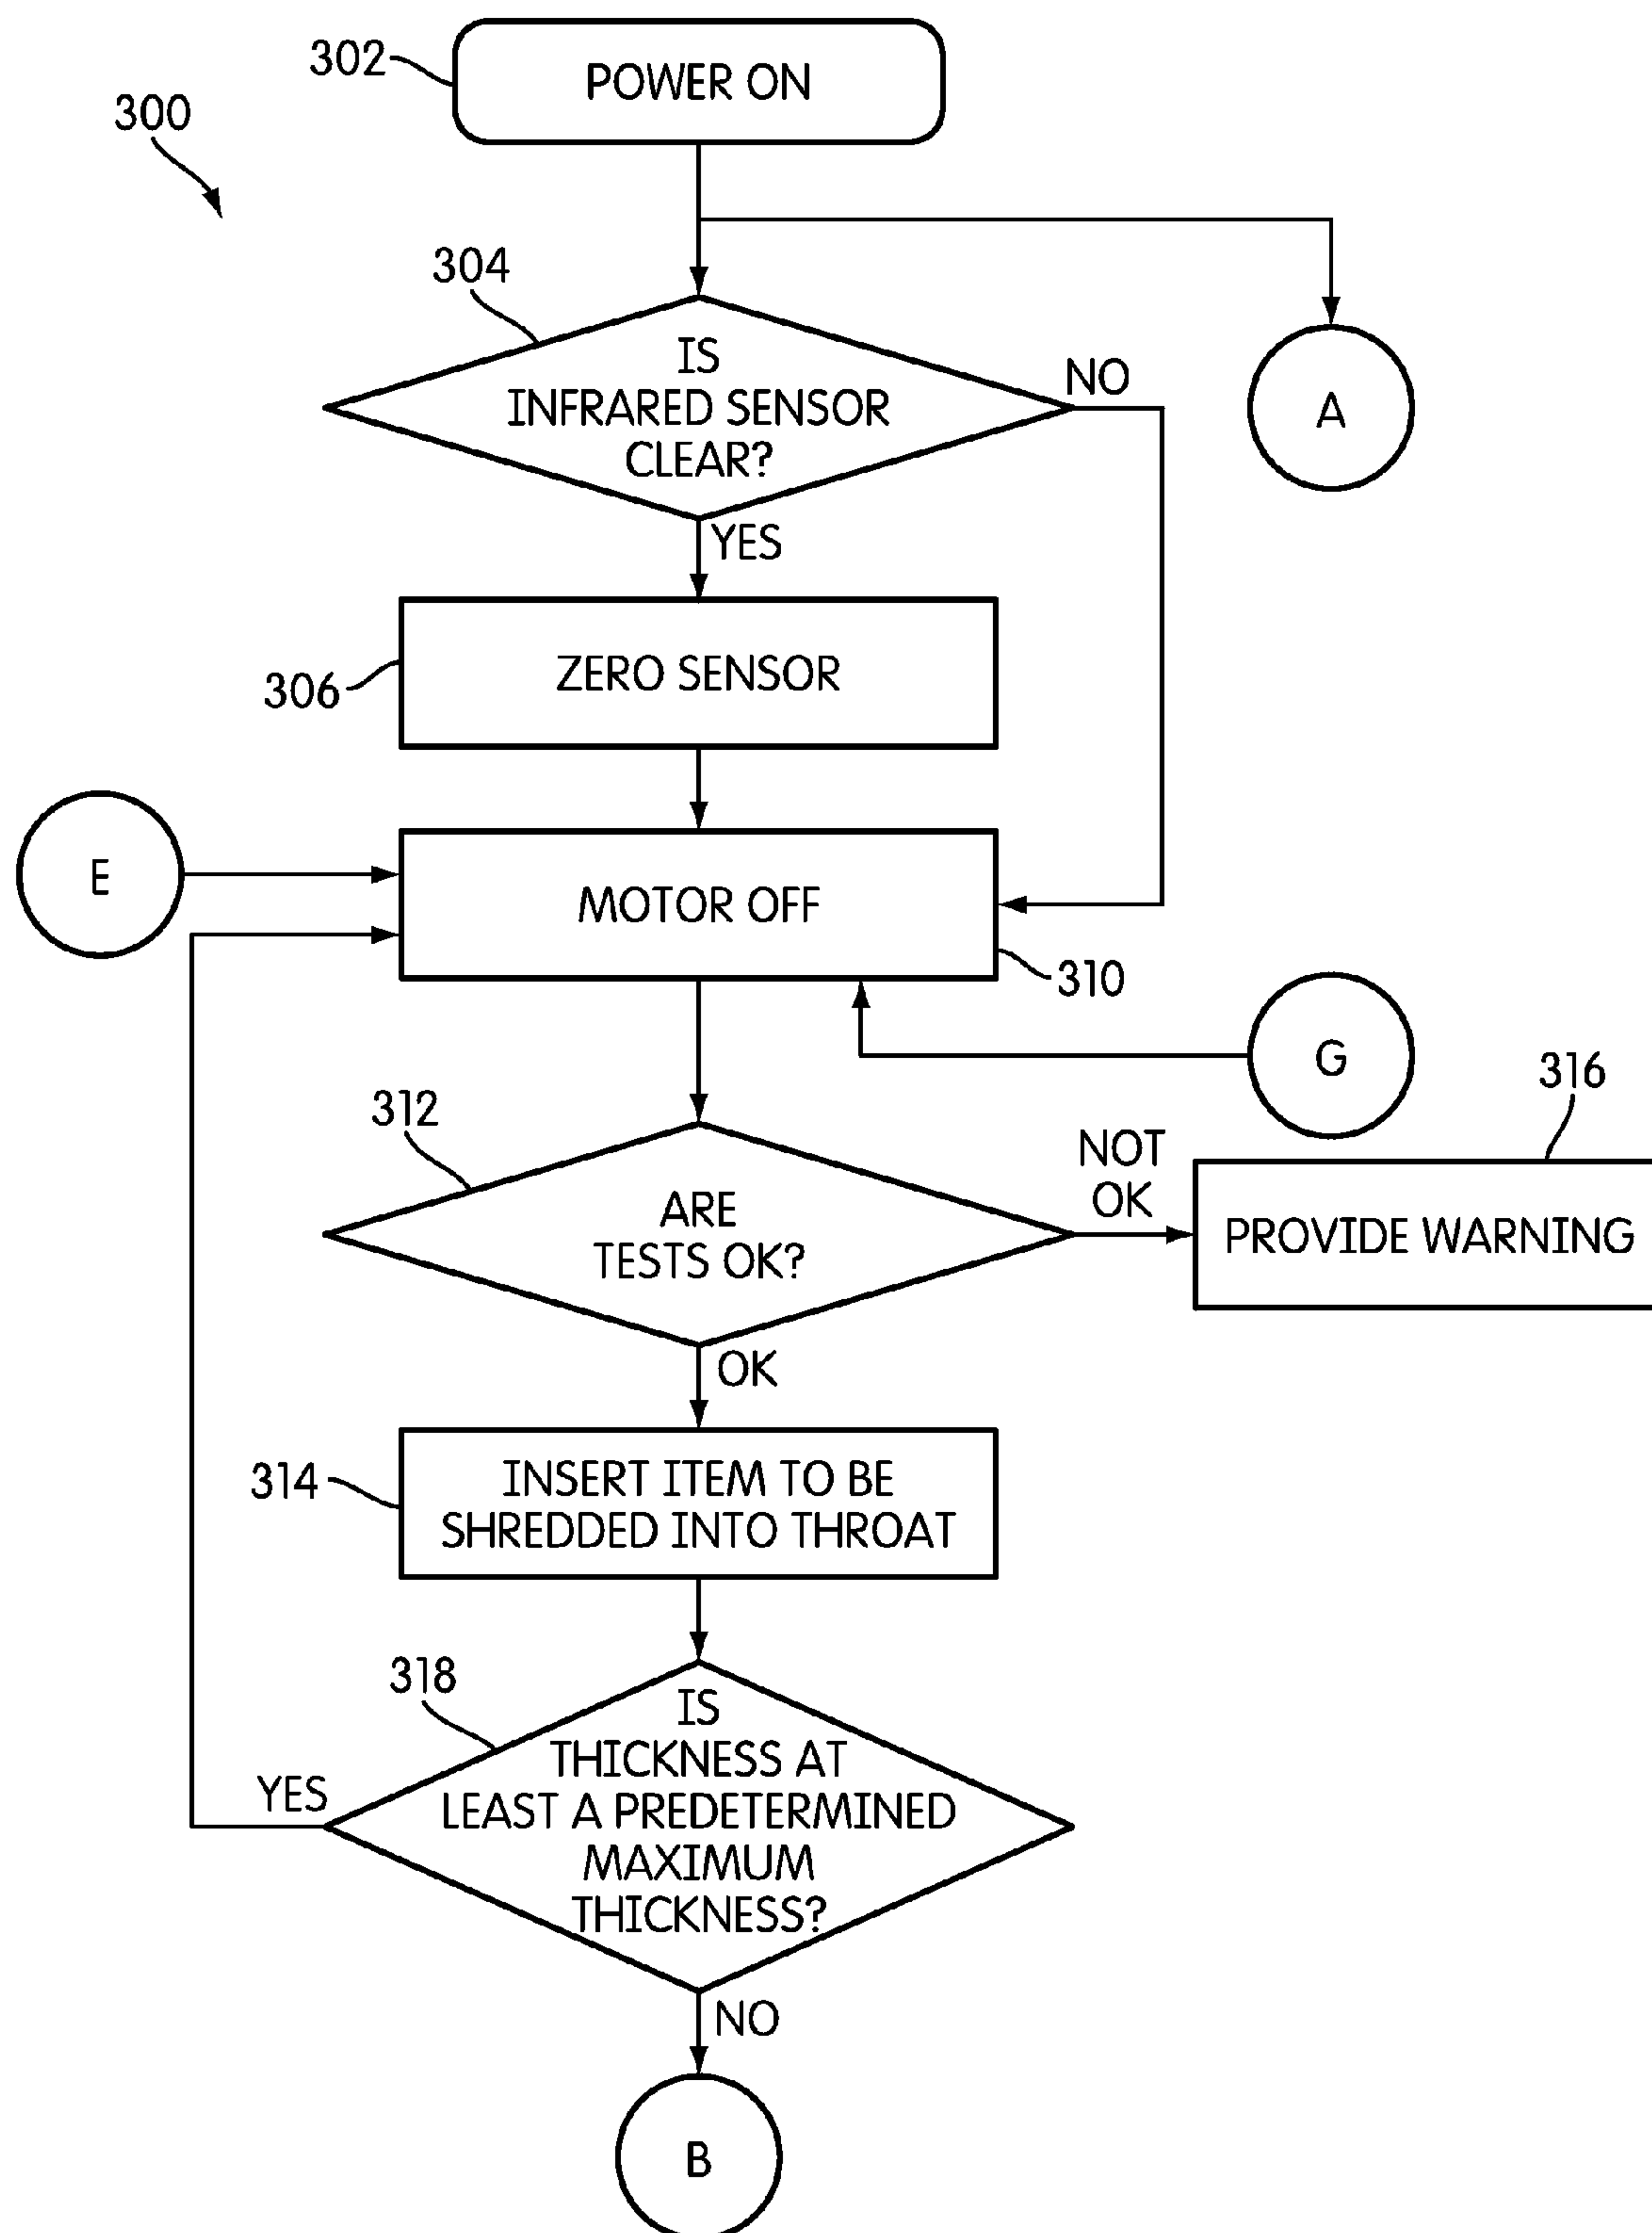 302
POWER ON
300
304
IS
INFRARED SENSOR
CLEAR?
NO
A
YES
306
ZERO SENSOR
E
MOTOR OFF
310
G
316
312
ARE
TESTS OK?
NOT
OK
PROVIDE WARNING
OK
314
INSERT ITEM TO BE
SHREDDED INTO THROAT
318
IS
THICKNESS AT
LEAST A PREDETERMINED
MAXIMUM
THICKNESS?
YES
NO
B